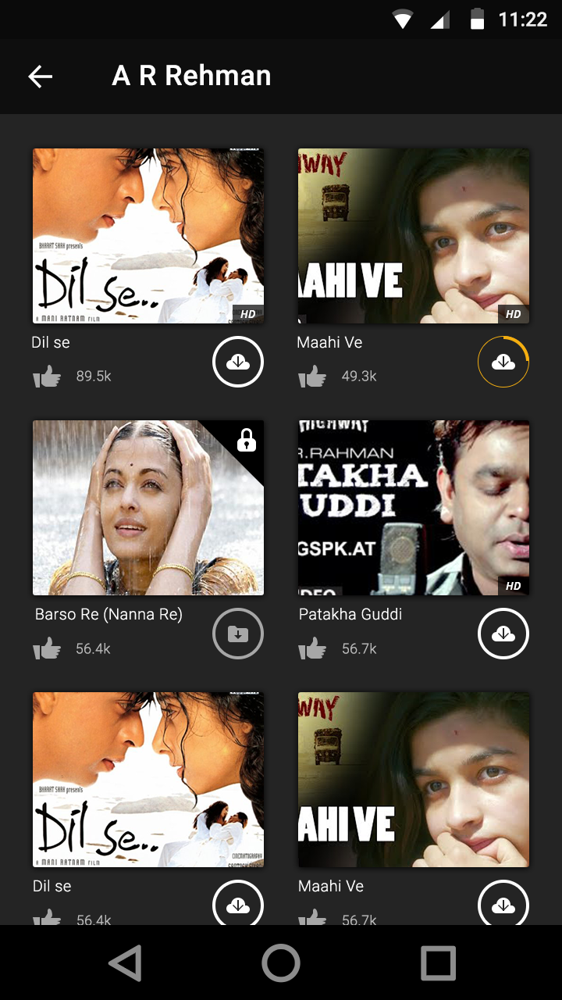 11:22
A R Rehman
BHARAT SHAH presents
Dil se..
A MANI RATNAM FILM
HD
WAY
AAHI VE
HD
Dil se
Maahi Ve
89.5k
49.3k
HIGHWAY
R.RAHMAN
TAKHA
UDDI
GSPK.AT
HD
Barso Re (Nanna Re)
Patakha Guddi
56.4k
56.7k
BHARAT SHAH presents
Dil se..
A MANI RATNAM FILM
CINEMATOGRAPHY
WAY
AHI VE
Dil se
Maahi Ve
56.4k
56.7k